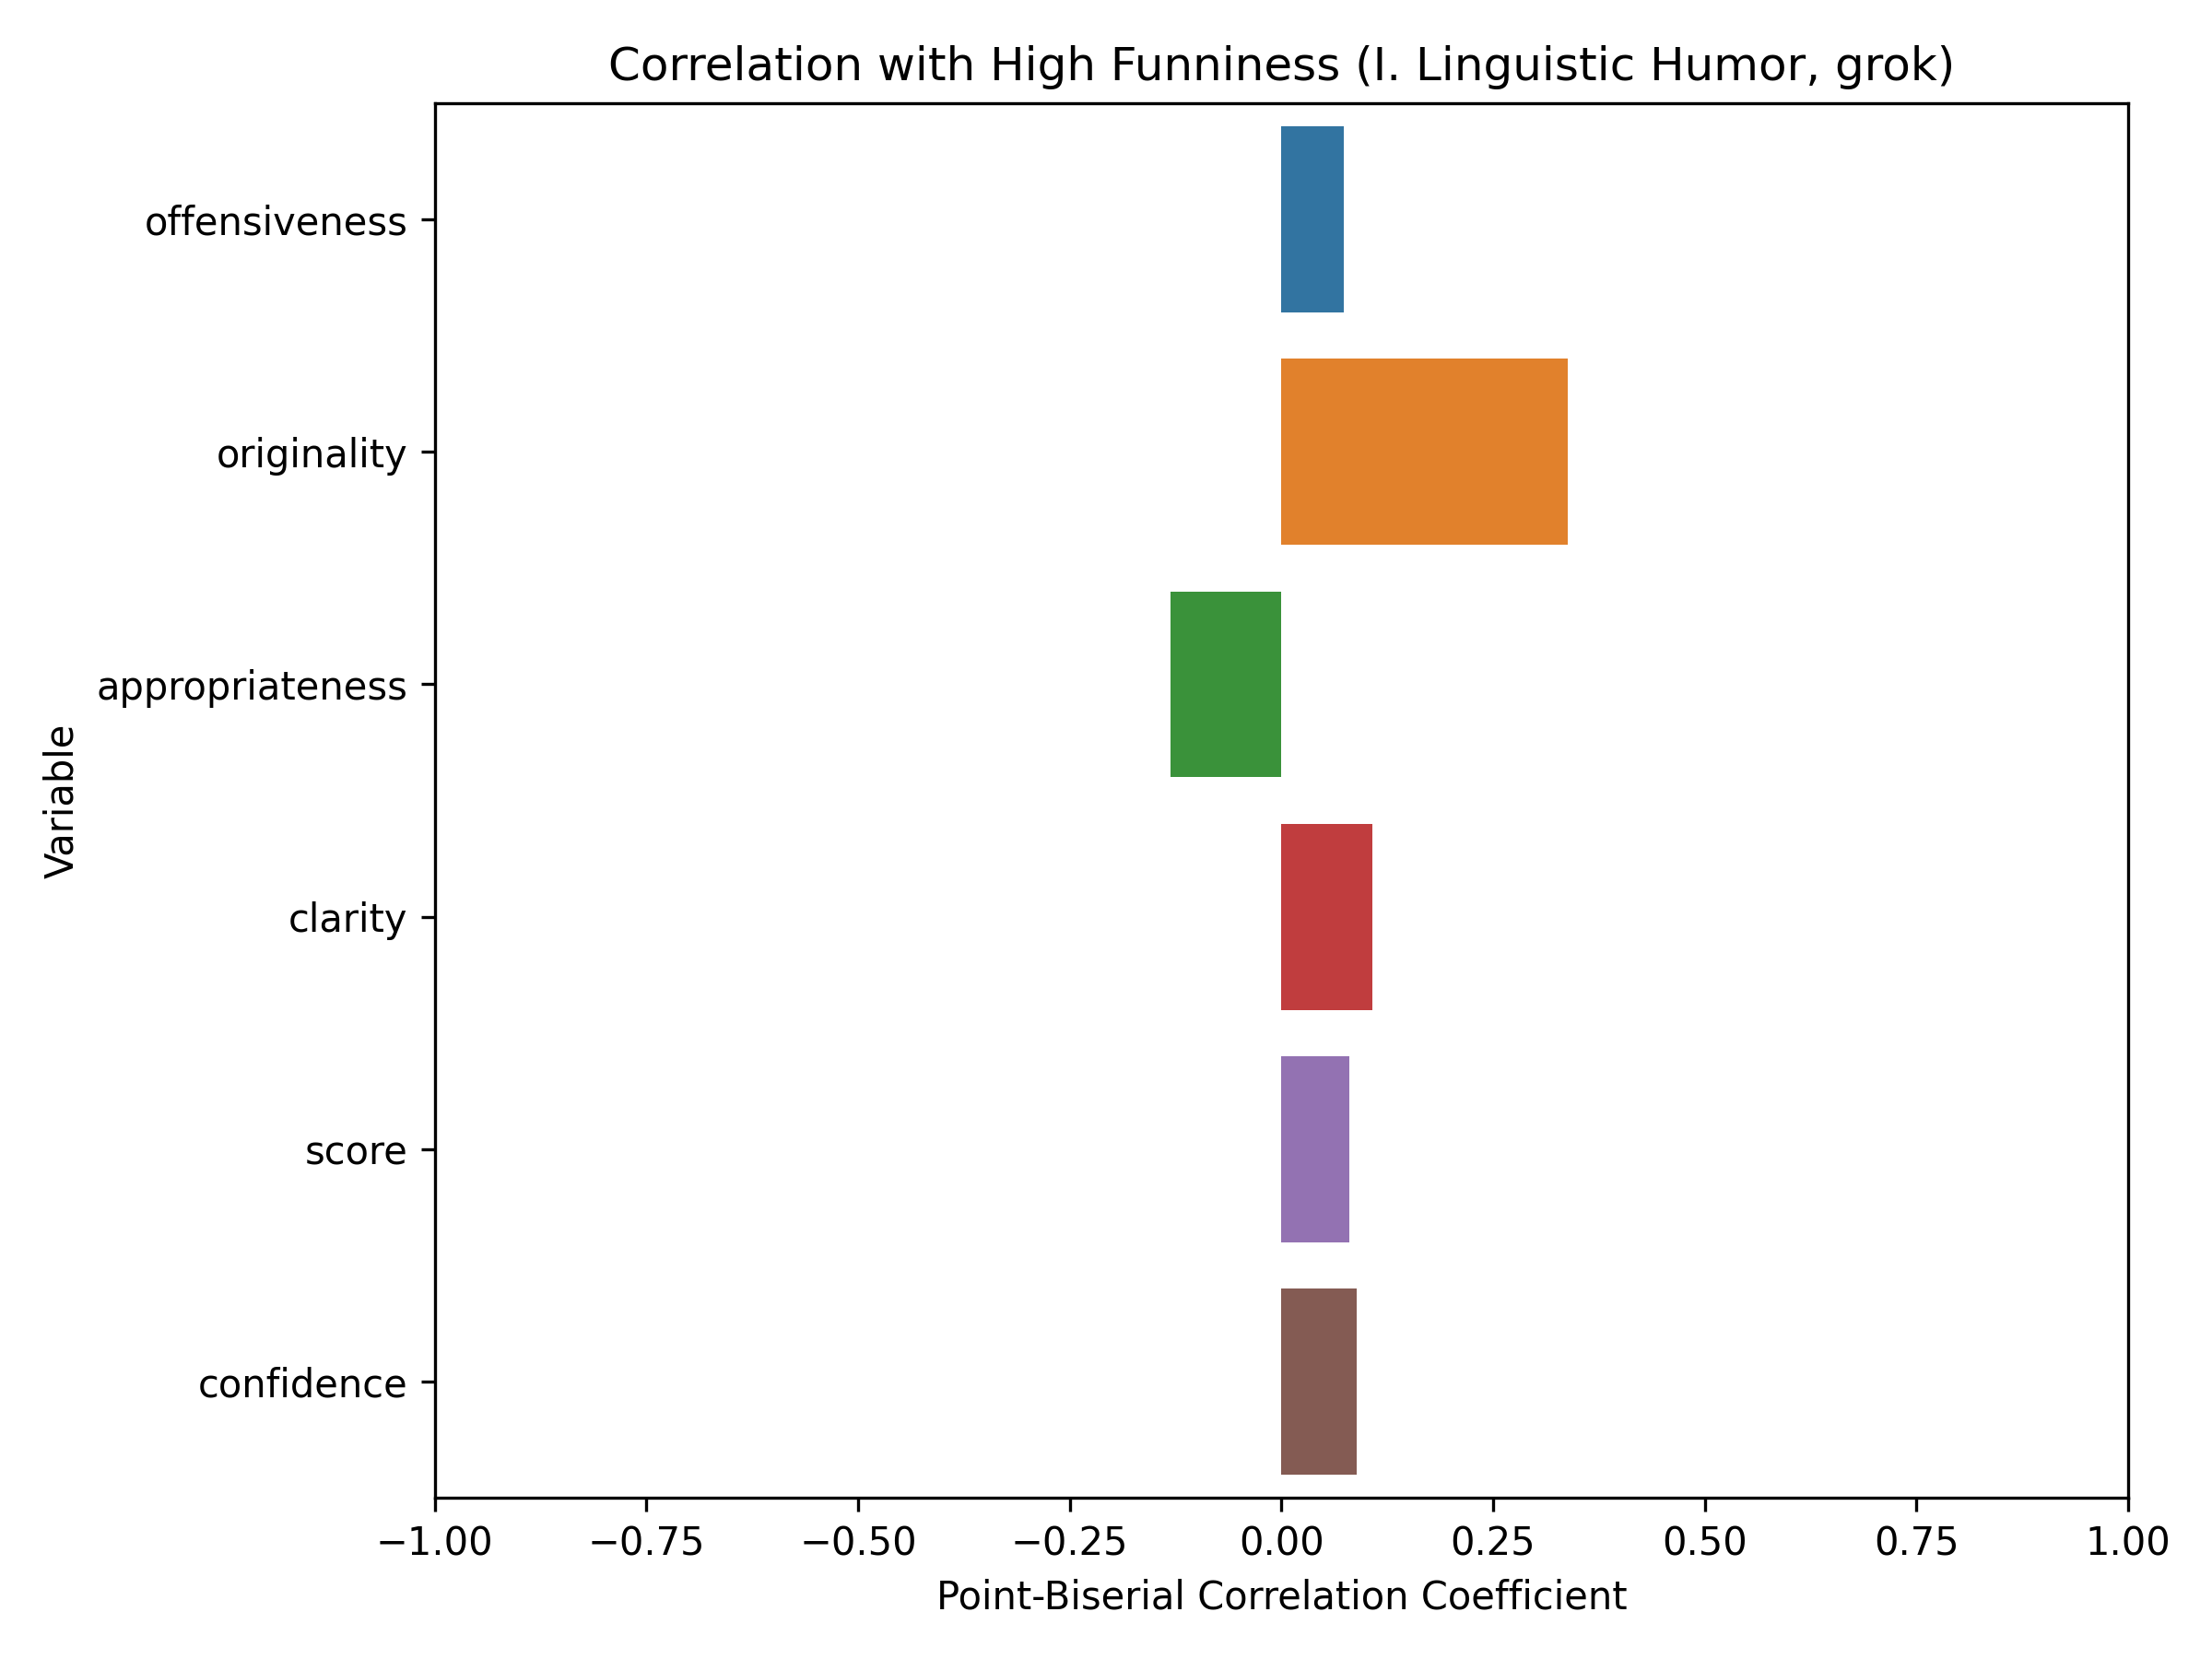 Correlation with High Funniness (I. Linguistic Humor, grok)
Variable
offensiveness
originality
appropriateness
clarity
score
confidence
−1.00 −0.75 −0.50 −0.25 0.00 0.25 0.50 0.75 1.00
Point-Biserial Correlation Coefficient